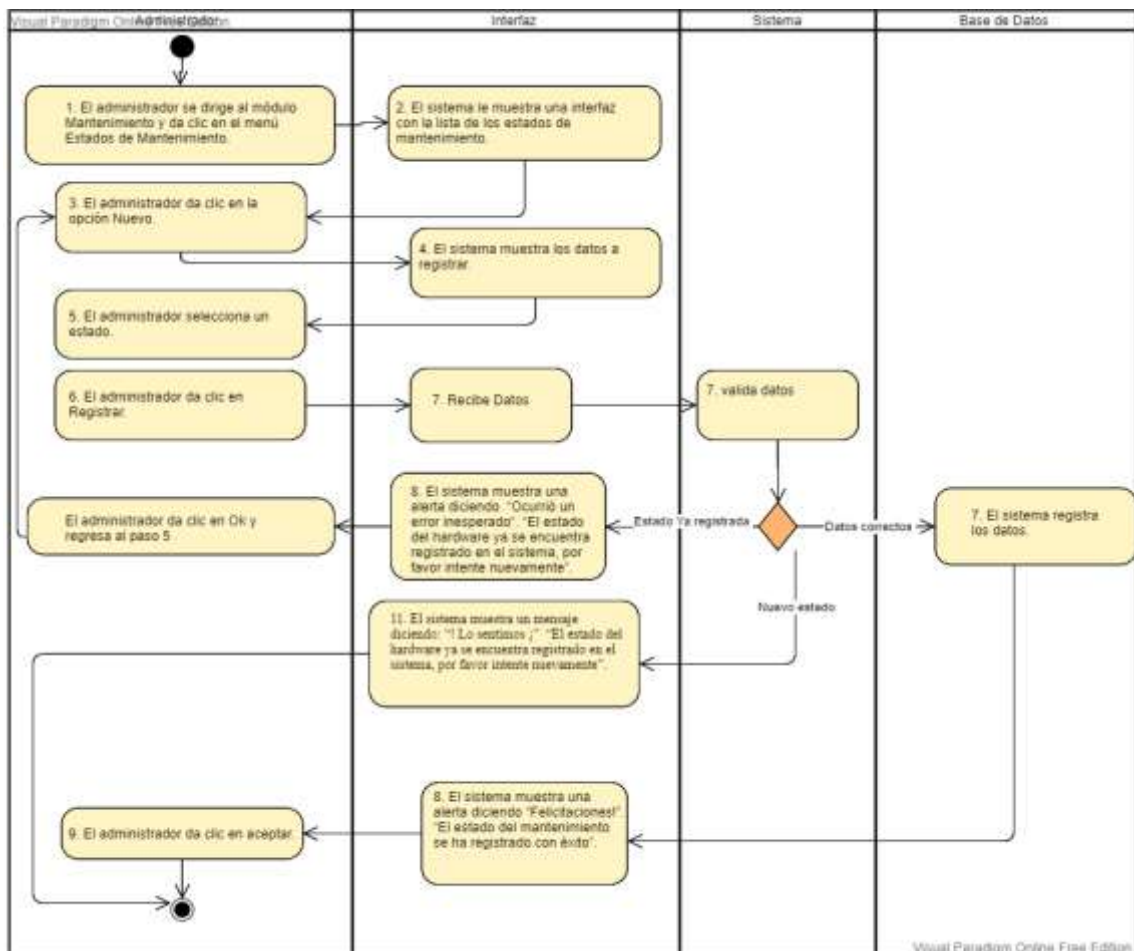 Visual Paradigm Online Free Edition
Administrador
Interfaz
Sistema
Base de Datos
1. El administrador se dirige al módulo
Mantenimiento y da clic en el menú
Estados de Mantenimiento.
2. El sistema le muestra una interfaz
con la lista de los estados de
mantenimiento.
3. El administrador da clic en la
opción Nuevo.
4. El sistema muestra los datos a
registrar.
5. El administrador selecciona un
estado.
6. El administrador da clic en
Registrar.
7. Recibe Datos
7. valida datos
El administrador da clic en Ok y
regresa al paso 5
8. El sistema muestra una
alerta diciendo. "Ocurrió un
error inesperado". "El estado
del hardware ya se encuentra
registrado en el sistema, por
favor intente nuevamente".
Estado Ya registrada
Datos correctos
7. El sistema registra
los datos.
Nuevo estado
11. El sistema muestra un mensaje
diciendo: "! Lo sentimos ¡" "El estado del
hardware ya se encuentra registrado en el
sistema, por favor intente nuevamente".
8. El sistema muestra una
alerta diciendo "Felicitaciones!".
"El estado del mantenimiento
se ha registrado con éxito".
9. El administrador da clic en aceptar.
Visual Paradigm Online Free Edition